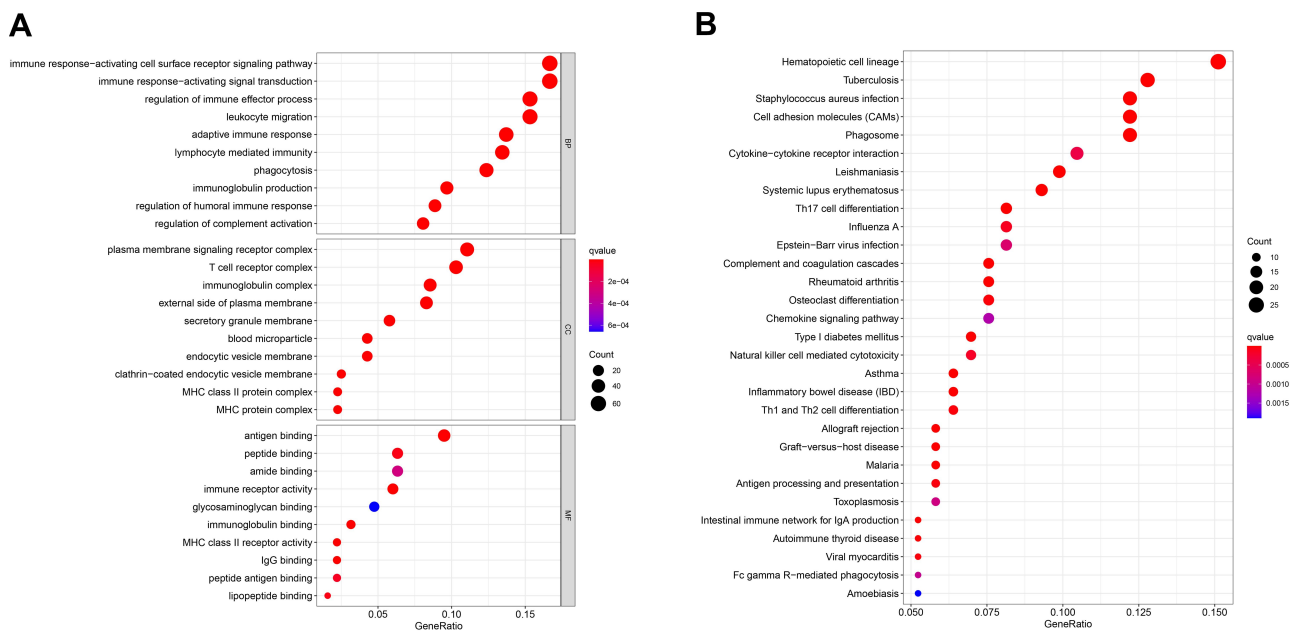 A
immune response−activating cell surface receptor signaling pathway
immune response−activating signal transduction
regulation of immune effector process
leukocyte migration
adaptive immune response
lymphocyte mediated immunity
phagocytosis
immunoglobulin production
regulation of humoral immune response
regulation of complement activation
BP
plasma membrane signaling receptor complex
T cell receptor complex
immunoglobulin complex
external side of plasma membrane
secretory granule membrane
blood microparticle
endocytic vesicle membrane
clathrin−coated endocytic vesicle membrane
MHC class II protein complex
MHC protein complex
CC
antigen binding
peptide binding
amide binding
immune receptor activity
glycosaminoglycan binding
immunoglobulin binding
MHC class II receptor activity
IgG binding
peptide antigen binding
lipopeptide binding
MF
0.05
0.10
0.15
GeneRatio
qvalue
2e−04
4e−04
6e−04
Count
20
40
60
B
Hematopoietic cell lineage
Tuberculosis
Staphylococcus aureus infection
Cell adhesion molecules (CAMs)
Phagosome
Cytokine−cytokine receptor interaction
Leishmaniasis
Systemic lupus erythematosus
Th17 cell differentiation
Influenza A
Epstein−Barr virus infection
Complement and coagulation cascades
Rheumatoid arthritis
Osteoclast differentiation
Chemokine signaling pathway
Type I diabetes mellitus
Natural killer cell mediated cytotoxicity
Asthma
Inflammatory bowel disease (IBD)
Th1 and Th2 cell differentiation
Allograft rejection
Graft−versus−host disease
Malaria
Antigen processing and presentation
Toxoplasmosis
Intestinal immune network for IgA production
Autoimmune thyroid disease
Viral myocarditis
Fc gamma R−mediated phagocytosis
Amoebiasis
0.050
0.075
0.100
0.125
0.150
GeneRatio
Count
10
15
20
25
qvalue
0.0005
0.0010
0.0015